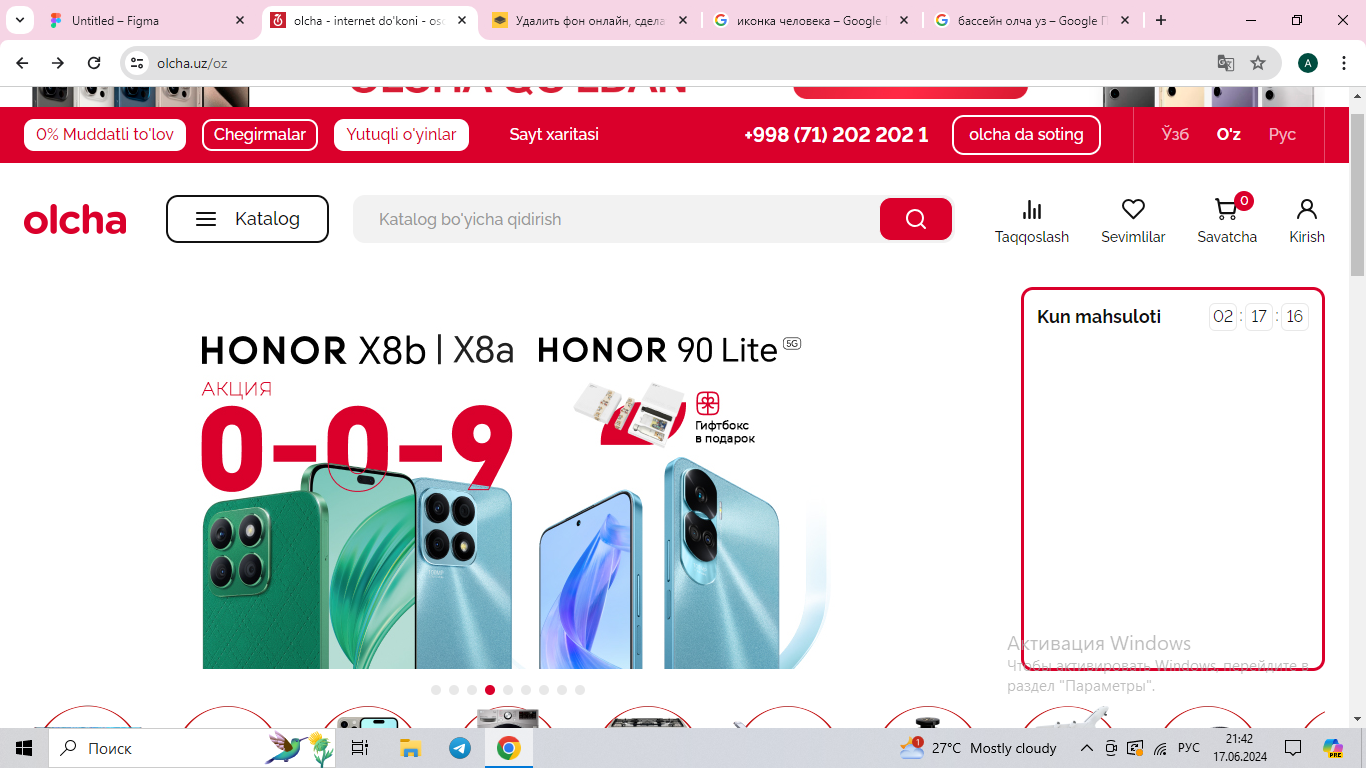 Untitled – Figma
olcha - internet do'koni - oso
Удалить фон онлайн, сдела
иконка человека – Google
бассейн олча уз – Google П
olcha.uz/oz
A
0% Muddatli to'lov
Chegirmalar
Yutuqli o'yinlar
Sayt xaritasi
+998 (71) 202 202 1
olcha da soting
Ўзб
O'z
Рус
olcha
Katalog
Katalog bo'yicha qidirish
Taqqoslash
Sevimlilar
0
Savatcha
Kirish
HONOR X8b | X8a
HONOR 90 Lite 5G
АКЦИЯ
0-0-9
Гифтбокс
в подарок
Kun mahsuloti
02 : 17 : 16
Активация Windows
Чтобы активировать Windows, перейдите в
раздел "Параметры".
Поиск
1
27°C Mostly cloudy
РУС
21:42
17.06.2024
PRE